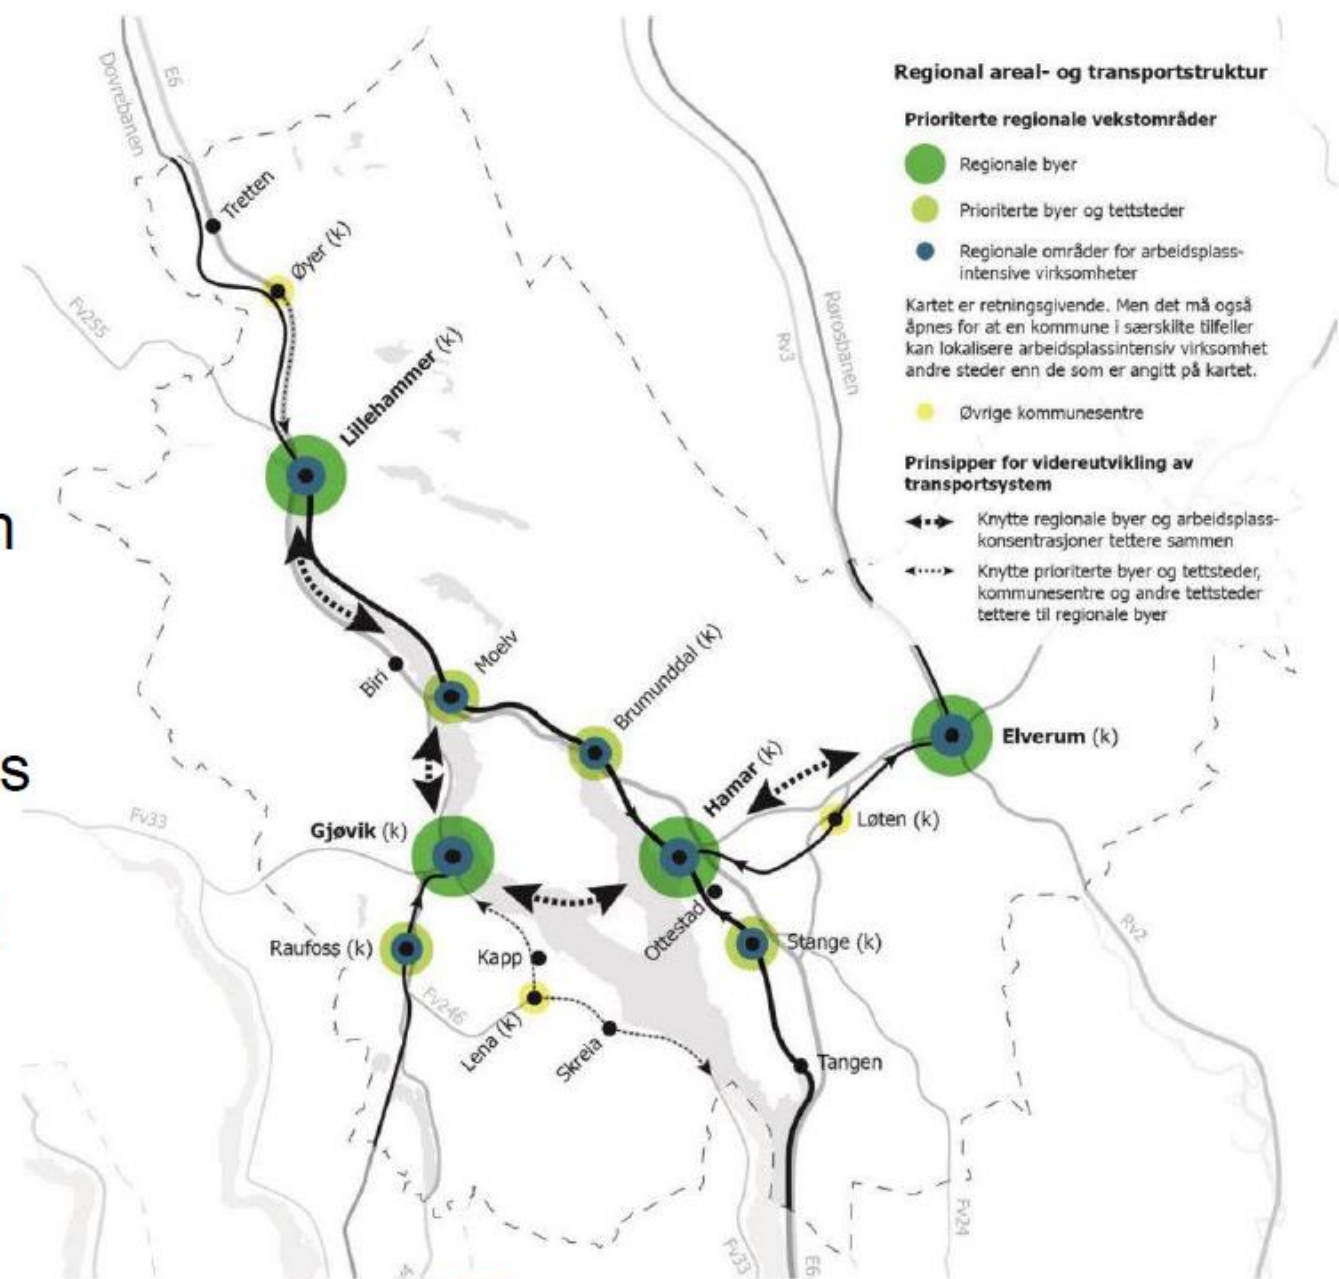 Dovrebanen
E6
Tretten
Øyer (k)
Fv255
Lillehammer (k)
n
Biri
Moelv
Brumunddal (k)
s
Fv33
Gjøvik (k)
Hamar (k)
Raufoss (k)
Kapp
Ottestad
Stange (k)
Fv246
Lena (k)
Skreia
Tangen
Rv3
Rørosbanen
Elverum (k)
Løten (k)
Rv2
Fv24
Fv33
E6
4
Regional areal- og transportstruktur
Prioriterte regionale vekstområder
Regionale byer
Prioriterte byer og tettsteder
Regionale områder for arbeidsplass-
intensive virksomheter
Kartet er retningsgivende. Men det må også
åpnes for at en kommune i særskilte tilfeller
kan lokalisere arbeidsplassintensiv virksomhet
andre steder enn de som er angitt på kartet.
Øvrige kommunesentre
Prinsipper for videreutvikling av
transportsystem
Knytte regionale byer og arbeidsplass-
konsentrasjoner tettere sammen
Knytte prioriterte byer og tettsteder,
kommunesentre og andre tettsteder
tettere til regionale byer